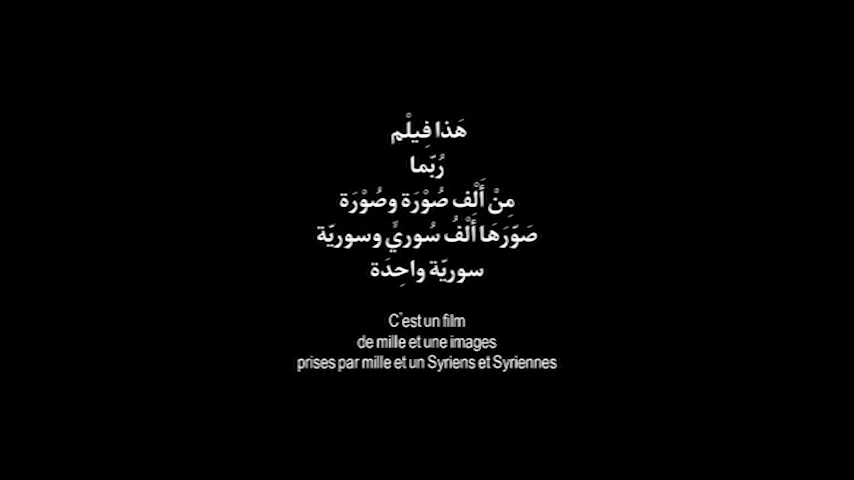 هَذا فِيلْم
رُبّما
مِنْ أَلْفِ صُوْرَة وصُوْرَة
صَوّرَهَا أَلْفُ سُوريٍّ وسوريّة
سوريّة واحِدَة
C'est un film
de mille et une images
prises par mille et un Syriens et Syriennes